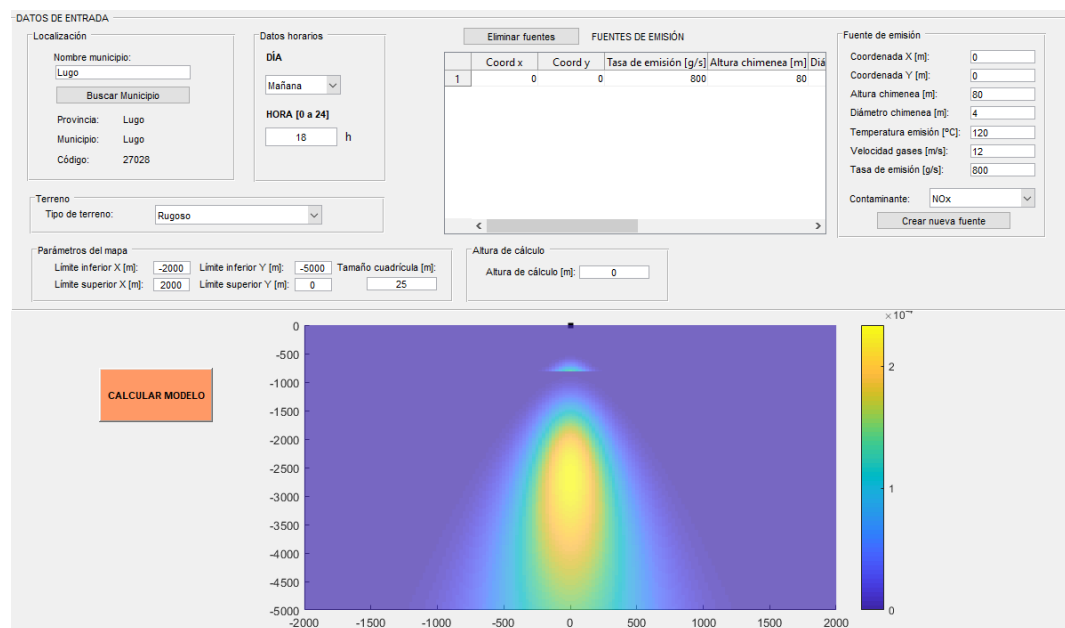 DATOS DE ENTRADA
Localización
Nombre municipio:
Lugo
Buscar Municipio
Provincia: Lugo
Municipio: Lugo
Código: 27028
Datos horarios
DÍA
Mañana
HORA [0 a 24]
18 h
Eliminar fuentes FUENTES DE EMISIÓN
Coord x Coord y Tasa de emisión [g/s] Altura chimenea [m] Diá
1 0 0 800 80
Fuente de emisión
Coordenada X [m]: 0
Coordenada Y [m]: 0
Altura chimenea [m]: 80
Diámetro chimenea [m]: 4
Temperatura emisión [ºC]: 120
Velocidad gases [m/s]: 12
Tasa de emisión [g/s]: 800
Contaminante: NOx
Crear nueva fuente
Terreno
Tipo de terreno: Rugoso
Parámetros del mapa
Límite inferior X [m]: -2000 Límite inferior Y [m]: -5000 Tamaño cuadrícula [m]:
Límite superior X [m]: 2000 Límite superior Y [m]: 0 25
Altura de cálculo
Altura de cálculo [m]: 0
CALCULAR MODELO
0
-500
-1000
-1500
-2000
-2500
-3000
-3500
-4000
-4500
-5000
-2000 -1500 -1000 -500 0 500 1000 1500 2000
×10
2
1
0